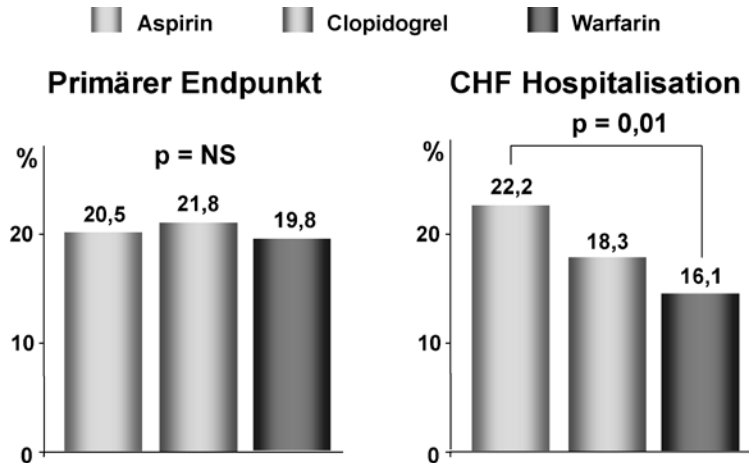 Aspirin Clopidogrel Warfarin
Primärer Endpunkt
%
p = NS
20,5
21,8
19,8
20
10
0
CHF Hospitalisation
p = 0,01
%
22,2
18,3
16,1
20
10
0